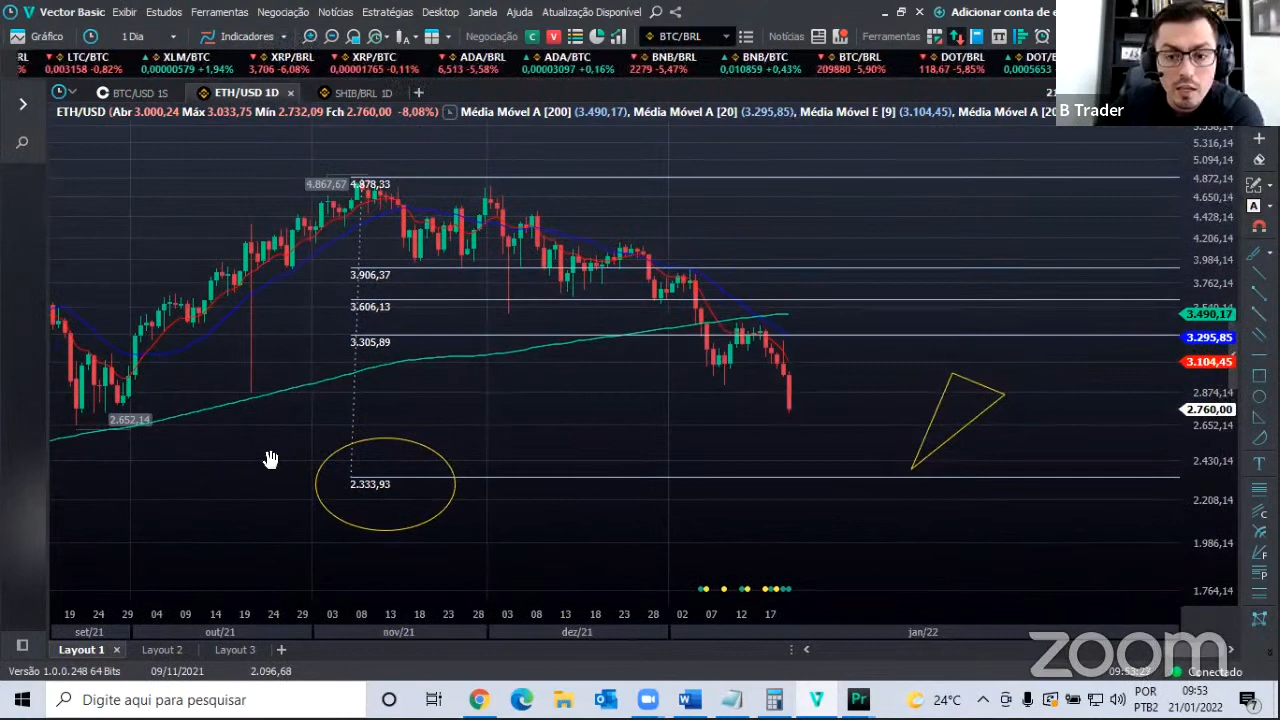 Vector Basic Exibir Estudos Ferramentas Negociação Notícias Estratégias Desktop Janela Ajuda Atualização Disponível Adicionar conta de
Gráfico 1 Dia Indicadores Negociação C V BTC/BRL Notícias Ferramentas
RL LTC/BTC XLM/BTC XRP/BRL XRP/BTC ADA/BRL ADA/BTC BNB/BRL BNB/BTC BTC/BRL DOT/BRL DOT/BTC
% 0,003158 -0,82% 0,00000579 +1,94% 3,706 -6,08% 0,00001765 -0,11% 6,513 -5,58% 0,00003097 +0,16% 2279 -5,47% 0,010859 +0,43% 209880 -5,90% 118,67 -5,85% 0,0005653
BTC/USD 1S ETH/USD 1D SHIB/BRL 1D
ETH/USD (Abr 3.000,24 Máx 3.033,75 Mín 2.732,09 Fch 2.760,00 -8,08%) Média Móvel A [200] (3.490,17), Média Móvel A [20] (3.295,85), Média Móvel E [9] (3.104,45), Média Móvel A [20
B Trader
5.316,14
5.094,14
4.872,14
4.650,14
4.428,14
4.206,14
3.984,14
3.762,14
3.490,17
3.295,85
3.104,45
2.874,14
2.760,00
2.652,14
2.430,14
2.208,14
1.986,14
1.764,14
4.867,67 4.878,33
3.906,37
3.606,13
3.305,89
2.652,14
2.333,93
19 24 29 04 09 14 19 24 29 03 08 13 18 23 28 03 08 13 18 23 28 02 07 12 17
set/21 out/21 nov/21 dez/21 jan/22
Layout 1 Layout 2 Layout 3
zoom
Versão 1.0.0.248 64 Bits 09/11/2021 2.096,68 09:53:27 Conectado
Digite aqui para pesquisar 24°C POR 09:53
PTB2 21/01/2022